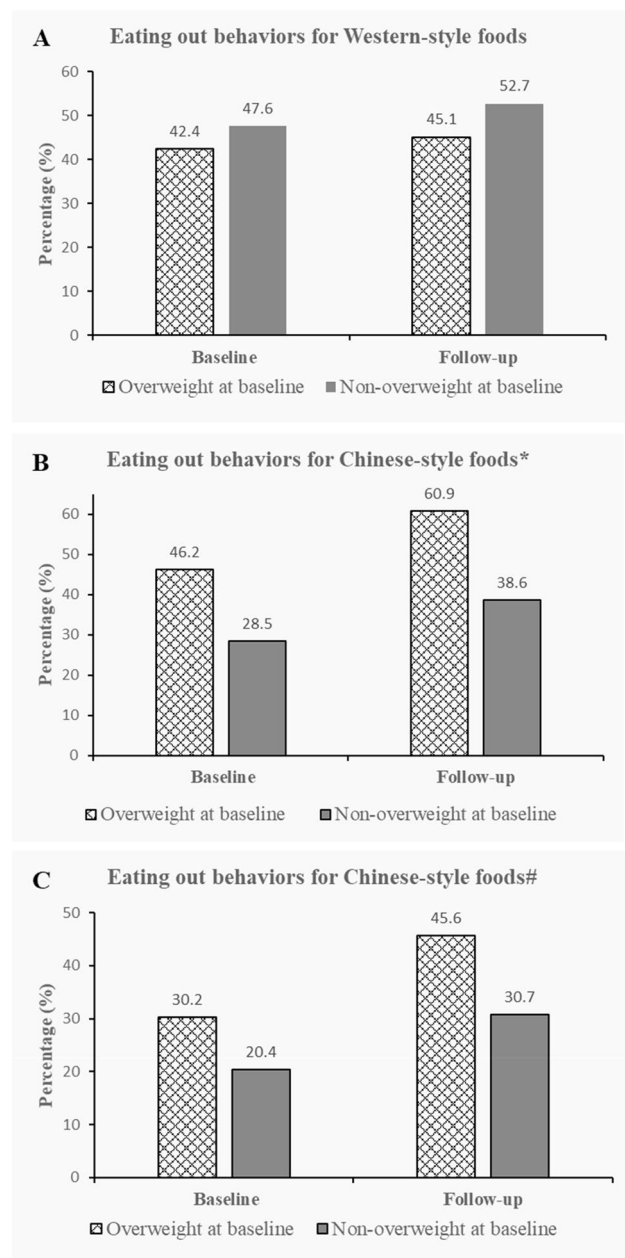 A
Eating out behaviors for Western-style foods
Percentage (%)
60
50
40
30
20
10
0
42.4
47.6
45.1
52.7
Baseline
Follow-up
Overweight at baseline
Non-overweight at baseline
B
Eating out behaviors for Chinese-style foods*
Percentage (%)
60
50
40
30
20
10
0
46.2
28.5
60.9
38.6
Baseline
Follow-up
Overweight at baseline
Non-overweight at baseline
C
Eating out behaviors for Chinese-style foods#
Percentage (%)
50
40
30
20
10
0
30.2
20.4
45.6
30.7
Baseline
Follow-up
Overweight at baseline
Non-overweight at baseline